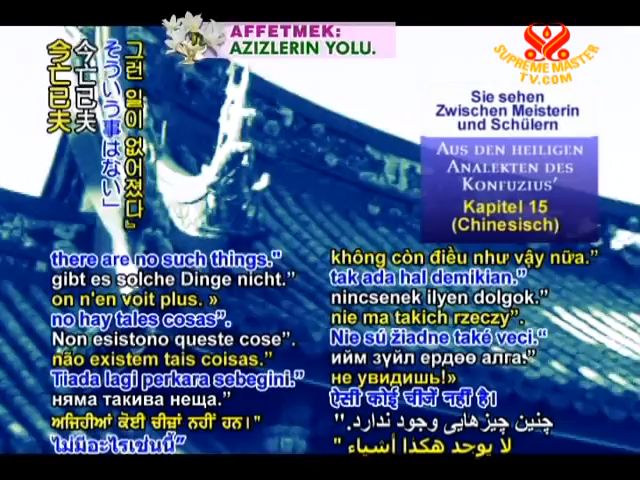 AFFETMEK:
AZIZLERIN YOLU.
SUPREME MASTER
TV.COM
今亡已夫
今亡已夫
そういう事はない」
그런 일이 없어졌다』
Sie sehen
Zwischen Meisterin
und Schülern
AUS DEN HEILIGEN
ANALEKTEN DES
KONFUZIUS’
Kapitel 15
(Chinesisch)
there are no such things."
gibt es solche Dinge nicht.”
on n'en voit plus. »
no hay tales cosas”.
Non esistono queste cose”.
não existem tais coisas.”
Tiada lagi perkara sebegini.”
няма такива неща.”
ਅਜਿਹੀਆਂ ਕੋਈ ਚੀਜ਼ਾਂ ਨਹੀਂ ਹਨ।"
ไม่มีอะไรเช่นนี้”
không còn điều như vậy nữa.”
tak ada hal demikian.”
nincsenek ilyen dolgok.”
nie ma takich rzeczy”.
Nie sú žiadne také veci.“
ийм зүйл ердөө алга.”
не увидишь!»
ऐसी कोई चीजें नहीं है।
چنین چیزهایی وجود ندارد."
لا يوجد هكذا أشياء "